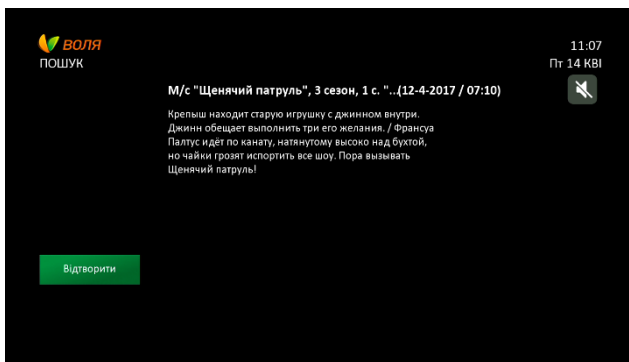 ВОЛЯ
ПОШУК
11:07
Пт 14 КВІ
М/с "Щенячий патруль", 3 сезон, 1 с. "...(12-4-2017 / 07:10)
Крепыш находит старую игрушку с джинном внутри.
Джинн обещает выполнить три его желания. / Франсуа
Палтус идёт по канату, натянутому высоко над бухтой,
но чайки грозят испортить все шоу. Пора вызывать
Щенячий патруль!
Відтворити